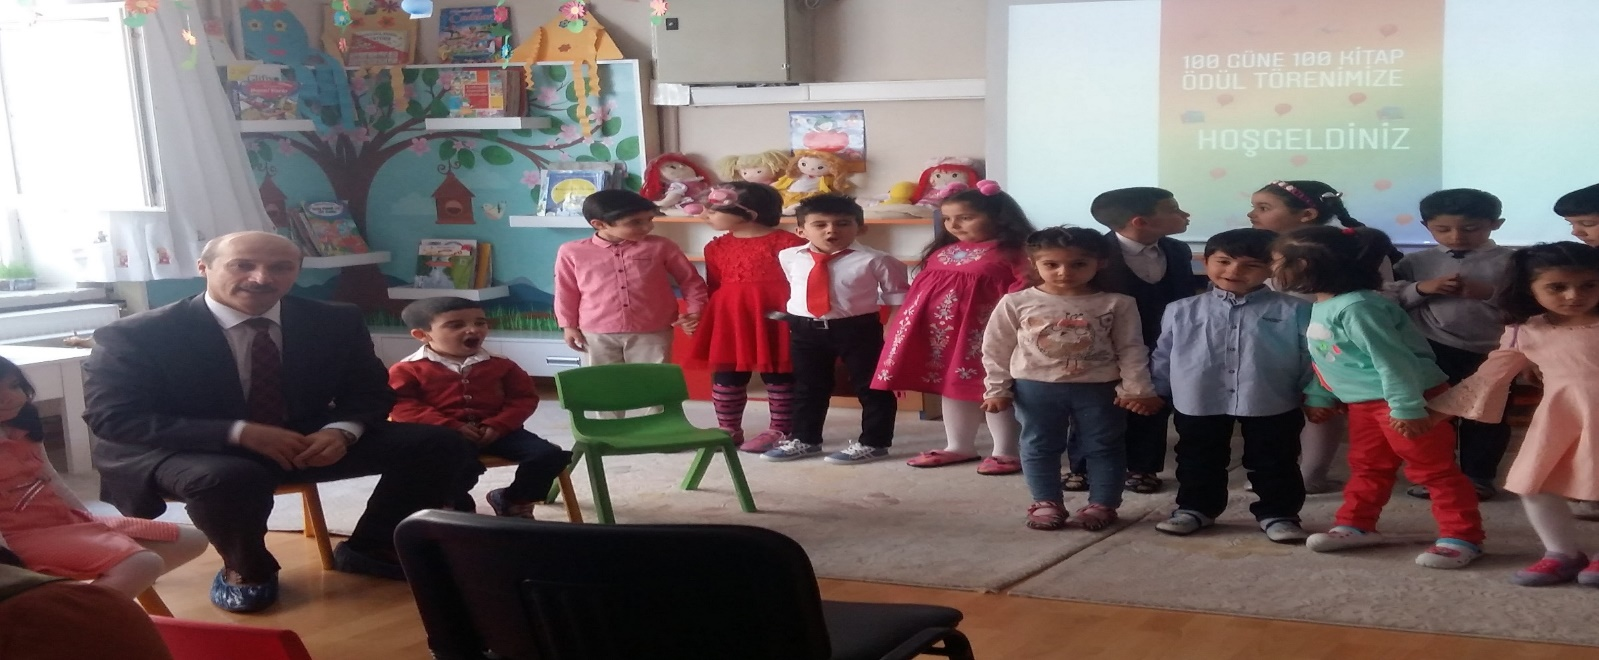 100 GÜNE 100 KİTAP
ÖDÜL TÖRENİMİZE
HOŞGELDİNİZ